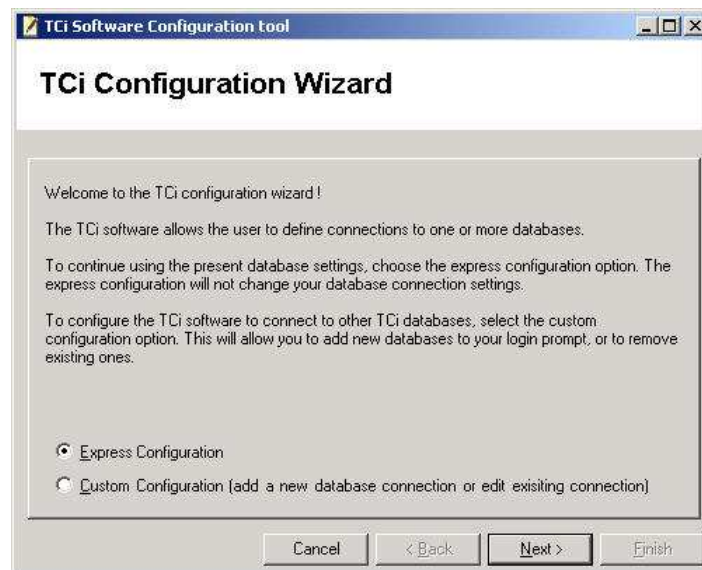 TCi Software Configuration tool
TCi Configuration Wizard
Welcome to the TCi configuration wizard !
The TCi software allows the user to define connections to one or more databases.
To continue using the present database settings, choose the express configuration option. The
express configuration will not change your database connection settings.
To configure the TCi software to connect to other TCi databases, select the custom
configuration option. This will allow you to add new databases to your login prompt, or to remove
existing ones.
Express Configuration
Custom Configuration (add a new database connection or edit exisiting connection)
Cancel
< Back
Next >
Finish